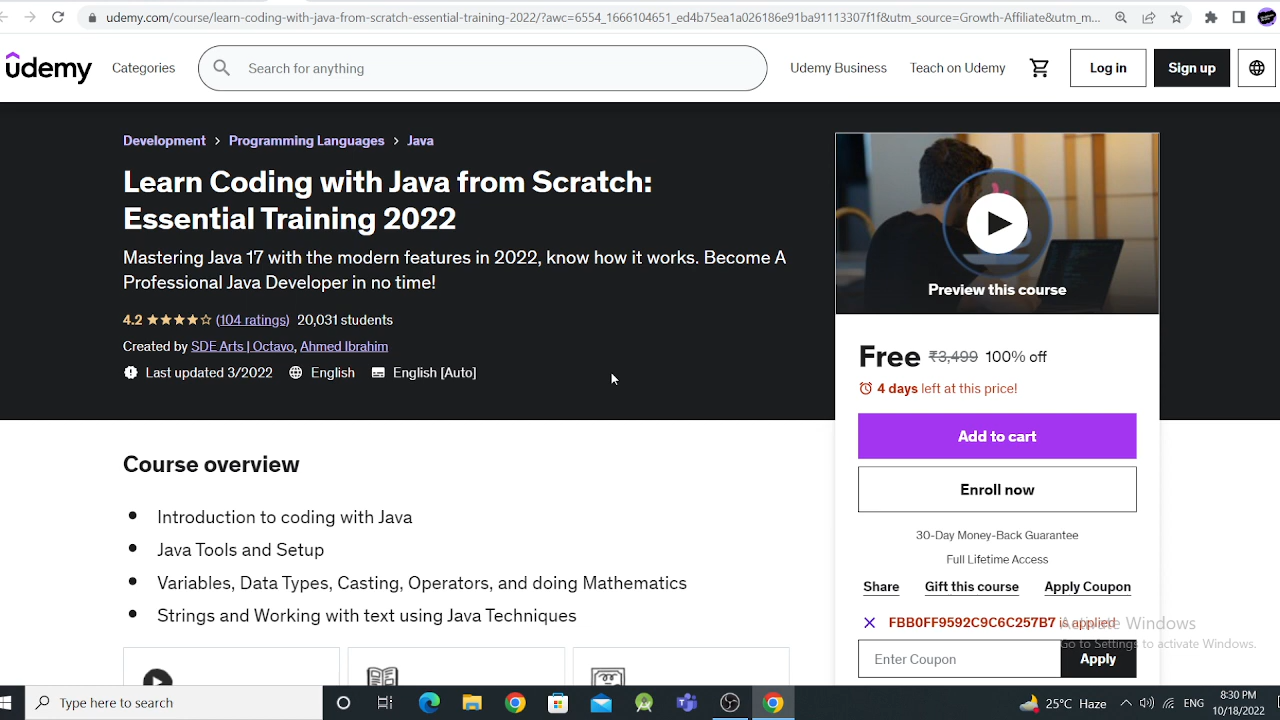 udemy.com/course/learn-coding-with-java-from-scratch-essential-training-2022/?awc=6554_1666104651_ed4b75ea1a026186e91ba91113307f1f&utm_source=Growth-Affiliate&utm_m...
ûdemy Categories Search for anything Udemy Business Teach on Udemy Log in Sign up
Development > Programming Languages > Java
Learn Coding with Java from Scratch:
Essential Training 2022
Mastering Java 17 with the modern features in 2022, know how it works. Become A
Professional Java Developer in no time!
4.2 (104 ratings) 20,031 students
Created by SDE Arts | Octavo, Ahmed Ibrahim
Last updated 3/2022 English English [Auto]
Preview this course
Free ₹3,499 100% off
4 days left at this price!
Add to cart
Enroll now
30-Day Money-Back Guarantee
Full Lifetime Access
Share Gift this course Apply Coupon
FBB0FF9592C9C6C257B7 is applied
Enter Coupon Apply
Course overview
• Introduction to coding with Java
• Java Tools and Setup
• Variables, Data Types, Casting, Operators, and doing Mathematics
• Strings and Working with text using Java Techniques
Activate Windows
Go to Settings to activate Windows.
Type here to search
25°C Haze ENG
8:30 PM
10/18/2022